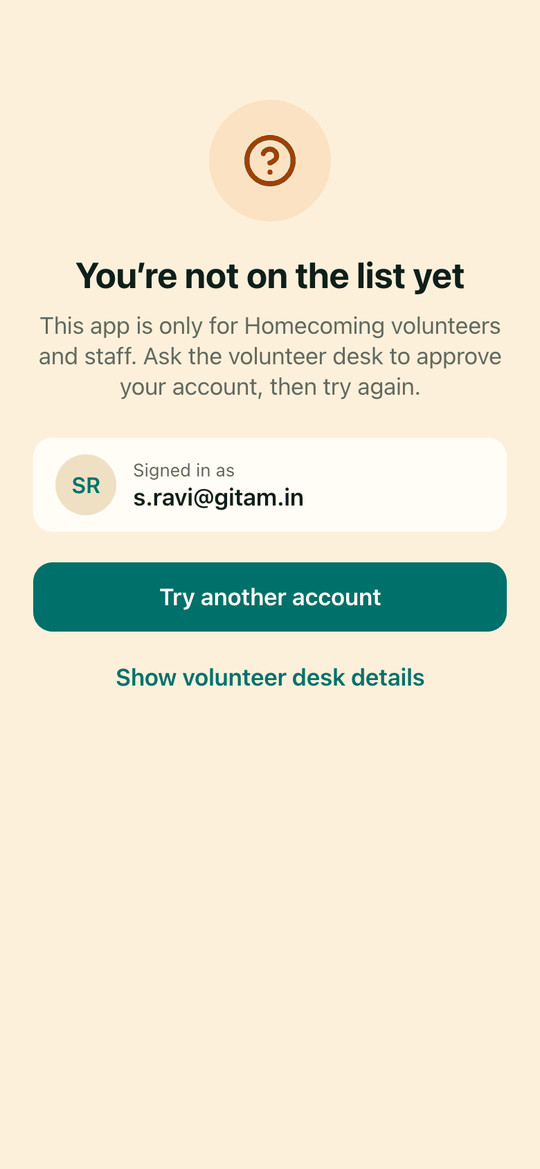 You’re not on the list yet
This app is only for Homecoming volunteers
and staff. Ask the volunteer desk to approve
your account, then try again.
SR
Signed in as
s.ravi@gitam.in
Try another account
Show volunteer desk details